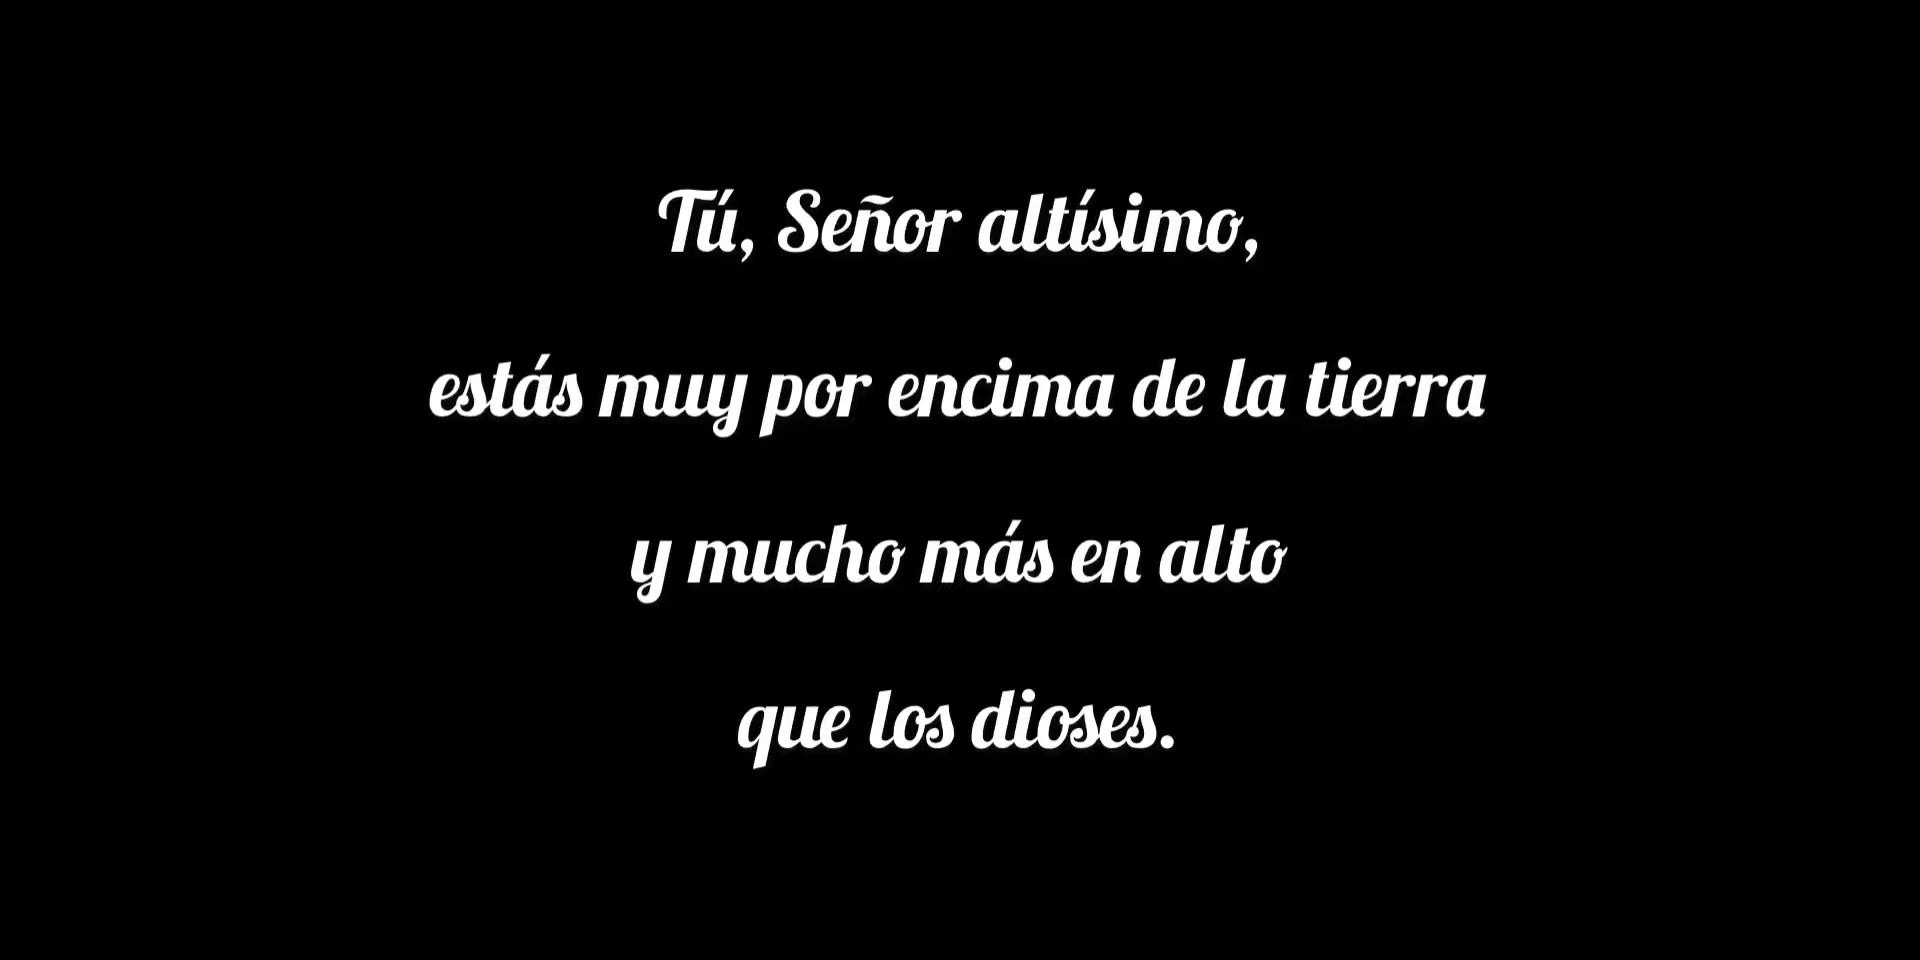 Tú, Señor altísimo,
estás muy por encima de la tierra
y mucho más en alto
que los dioses.